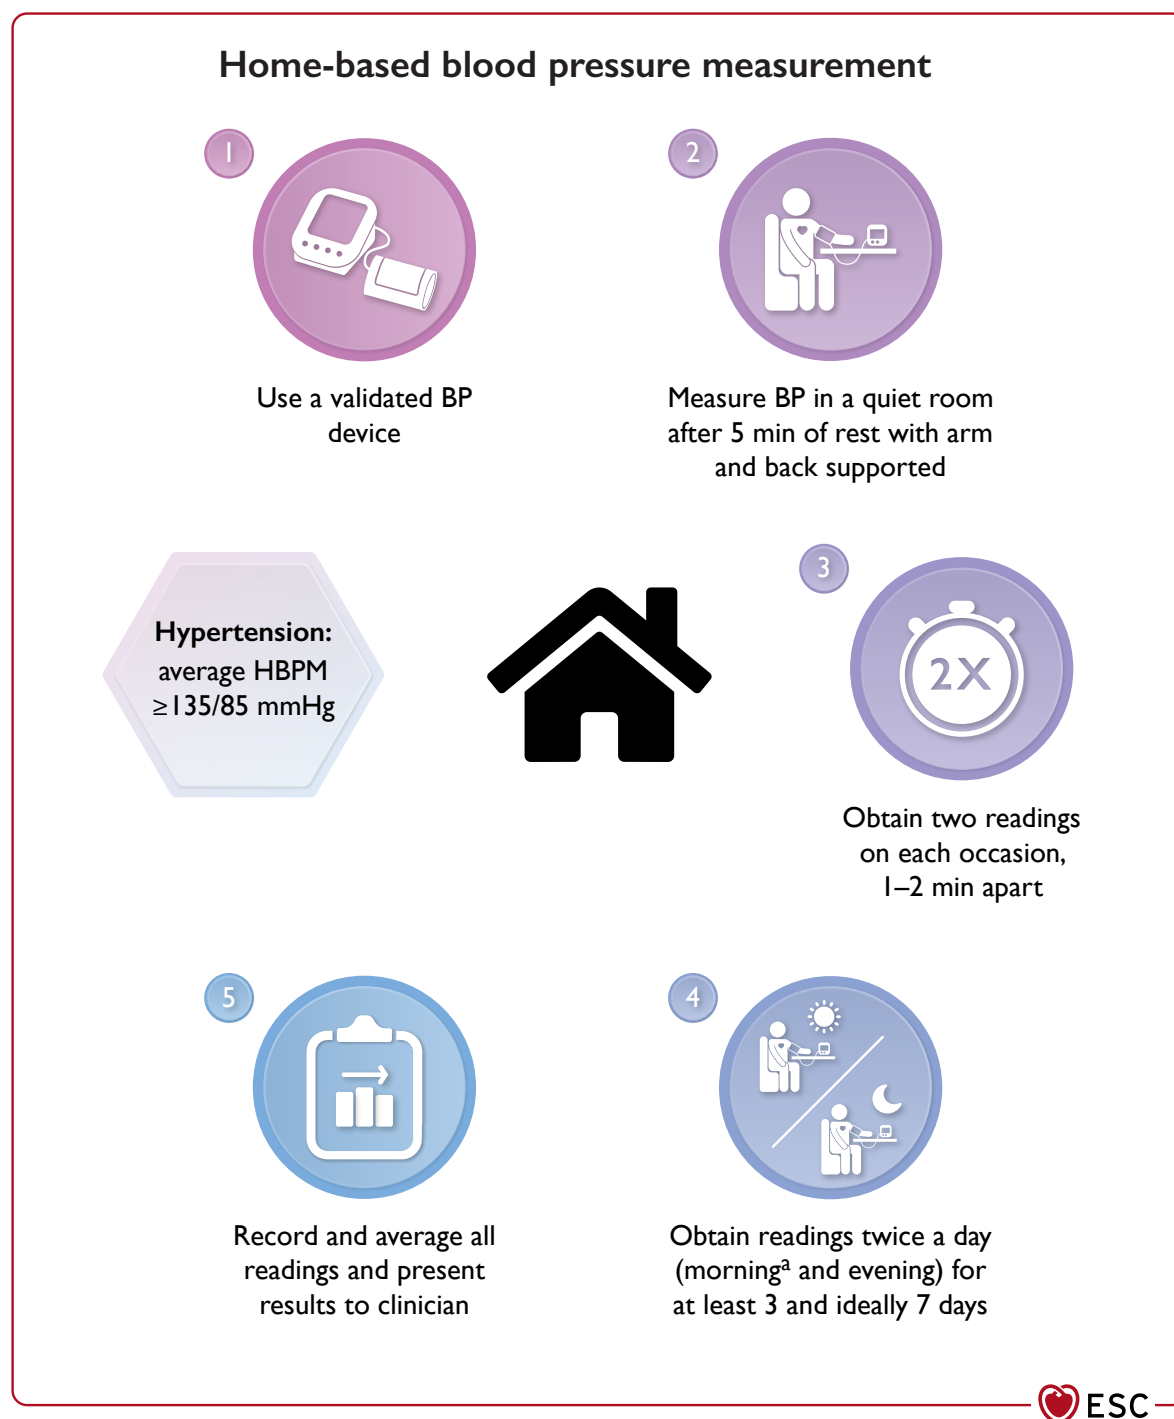 Home-based blood pressure measurement
1
Use a validated BP
device
2
Measure BP in a quiet room
after 5 min of rest with arm
and back supported
3
2X
Obtain two readings
on each occasion,
1–2 min apart
Hypertension:
average HBPM
≥135/85 mmHg
4
Obtain readings twice a day
(morningᵃ and evening) for
at least 3 and ideally 7 days
5
Record and average all
readings and present
results to clinician
ESC